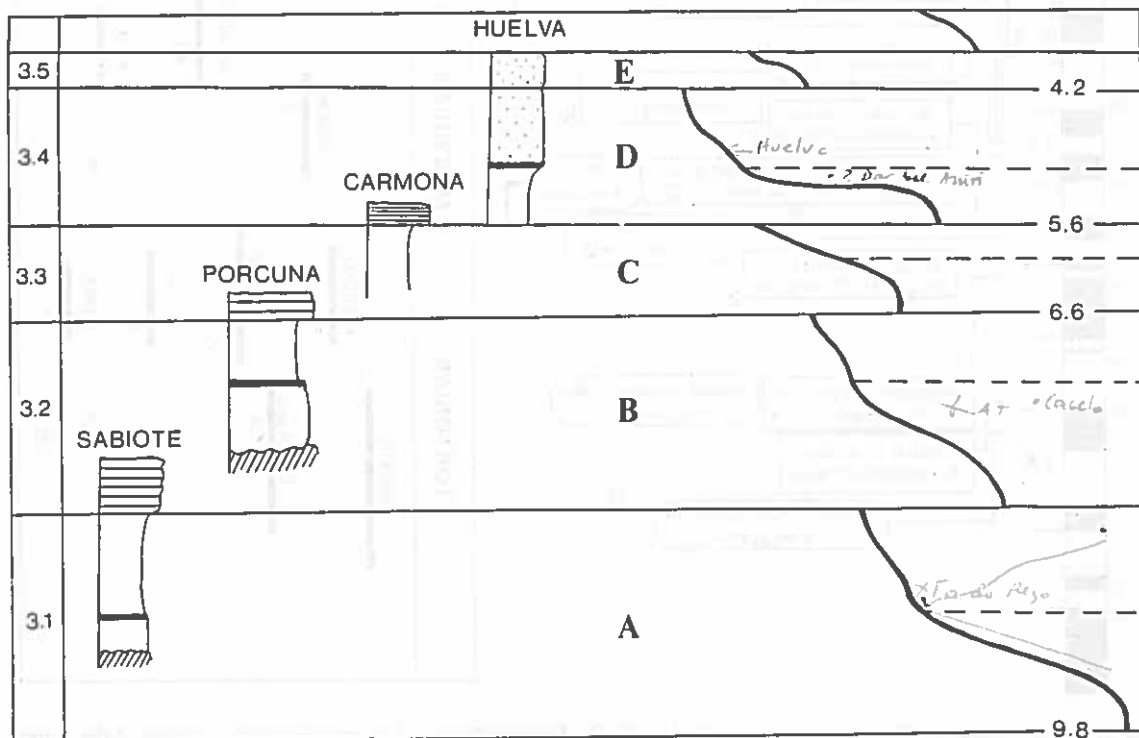 HUELVA
3.5 E 4.2
3.4 D Huelva
CARMONA
5.6
3.3 C
PORCUNA
6.6
3.2 B
SABIOTE
3.1 A
9.8